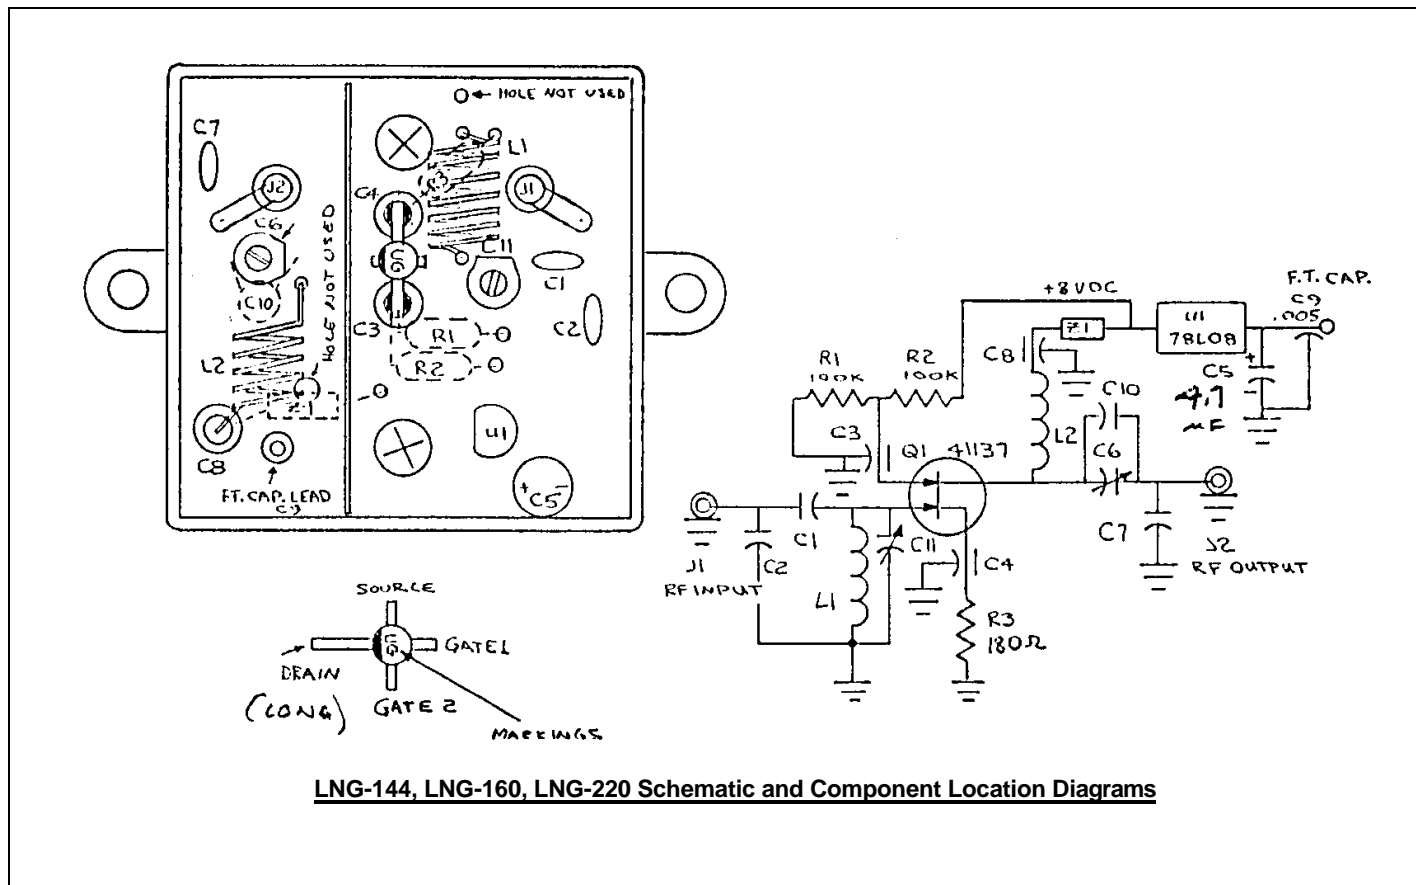 HOLE NOT USED
C7
L1
J2
R3
J1
C4
C6
HOLE NOT USED
UG
C11
C1
C10
C3
C2
R1
R2
L2
Z1
U1
C8
+ C5 -
FT. CAP. LEAD
C9
SOURCE
UG
GATE 1
DRAIN
(LONG)
GATE 2
MARKINGS
F.T. CAP.
C9
.005
+8VDC
U1
78L08
Z1
C8
R1
100K
R2
100K
+
C5
-
4.7
μF
C10
C3
L2
Q1 41137
C6
C1
C2
C11
C4
C7
J1
RF INPUT
L1
J2
RF OUTPUT
R3
180Ω
LNG-144, LNG-160, LNG-220 Schematic and Component Location Diagrams